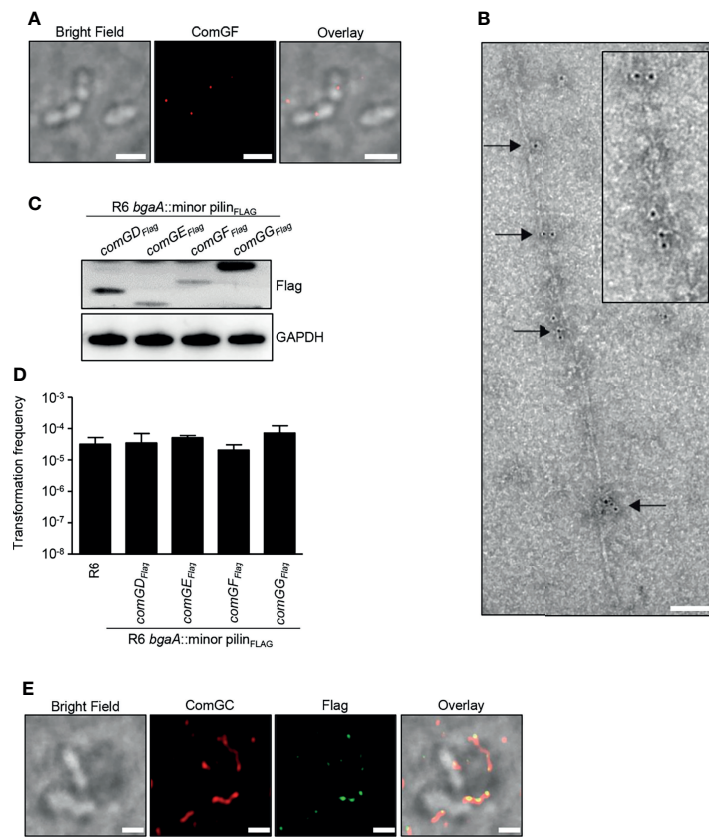 A
Bright Field ComGF Overlay
B
C
R6 bgaA::minor pilinFLAG
comGDFlag comGEFlag comGFFlag comGGFlag
Flag
GAPDH
D
Transformation frequency
10-3
10-4
10-5
10-6
10-7
10-8
R6 comGDFlag comGEFlag comGFFlag comGGFlag
R6 bgaA::minor pilinFLAG
E
Bright Field ComGC Flag Overlay